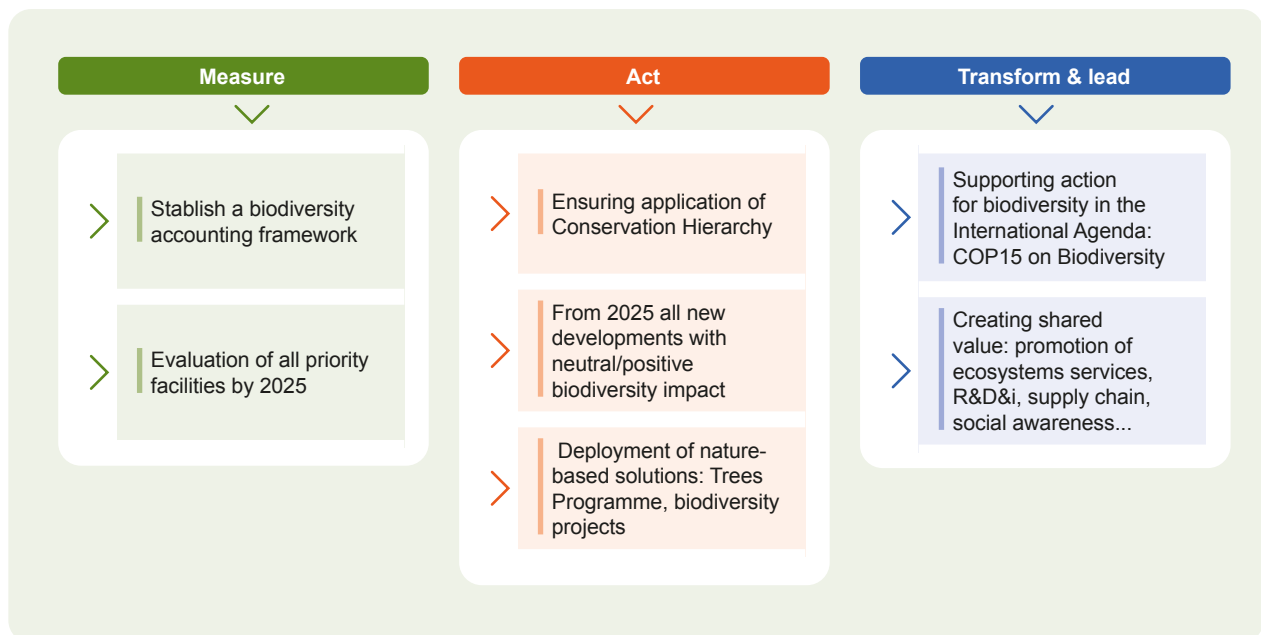 Measure
Stablish a biodiversity
accounting framework
Evaluation of all priority
facilities by 2025
Act
Ensuring application of
Conservation Hierarchy
From 2025 all new
developments with
neutral/positive
biodiversity impact
Deployment of nature-
based solutions: Trees
Programme, biodiversity
projects
Transform & lead
Supporting action
for biodiversity in the
International Agenda:
COP15 on Biodiversity
Creating shared
value: promotion of
ecosystems services,
R&D&i, supply chain,
social awareness...